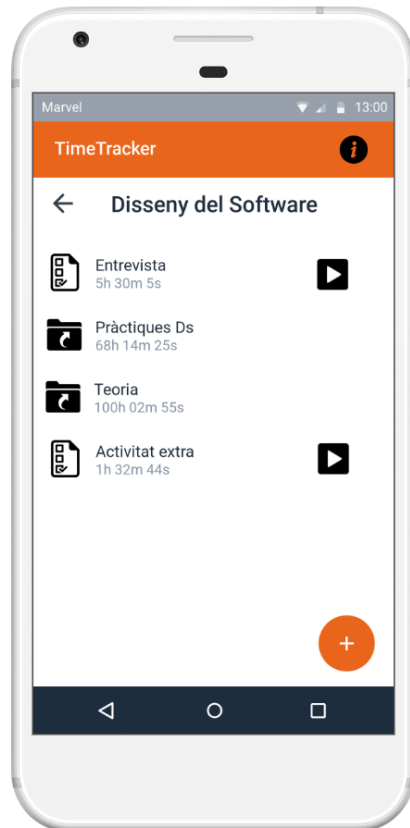 Marvel 13:00
TimeTracker i
Disseny del Software
Entrevista
5h 30m 5s
Pràctiques Ds
68h 14m 25s
Teoria
100h 02m 55s
Activitat extra
1h 32m 44s
+